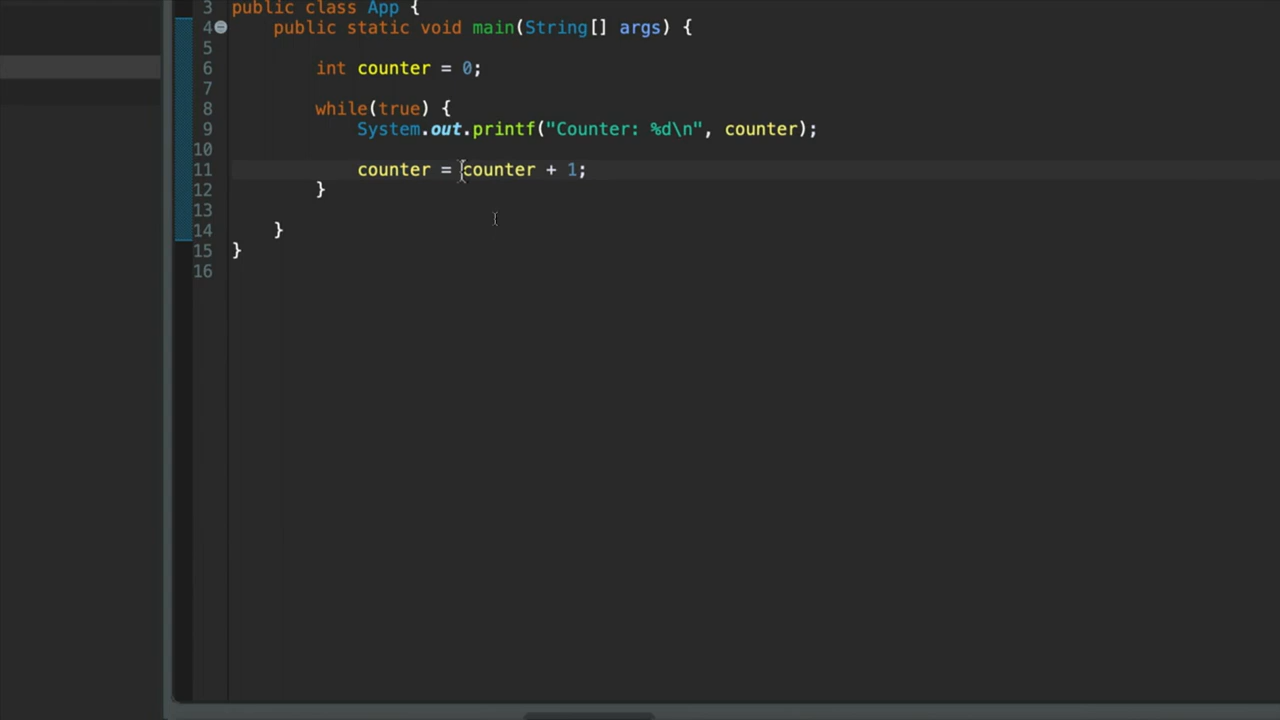 3 public class App {
4 public static void main(String[] args) {
5
6 int counter = 0;
7
8 while(true) {
9 System.out.printf("Counter: %d\n", counter);
10
11 counter = counter + 1;
12 }
13
14 }
15 }
16